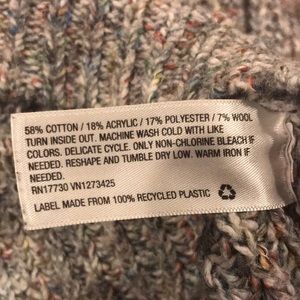 58% COTTON / 18% ACRYLIC / 17% POLYESTER / 7% WOOL
TURN INSIDE OUT. MACHINE WASH COLD WITH LIKE
COLORS. DELICATE CYCLE. ONLY NON-CHLORINE BLEACH IF
NEEDED. RESHAPE AND TUMBLE DRY LOW. WARM IRON IF
NEEDED.
RN17730 VN1273425
LABEL MADE FROM 100% RECYCLED PLASTIC